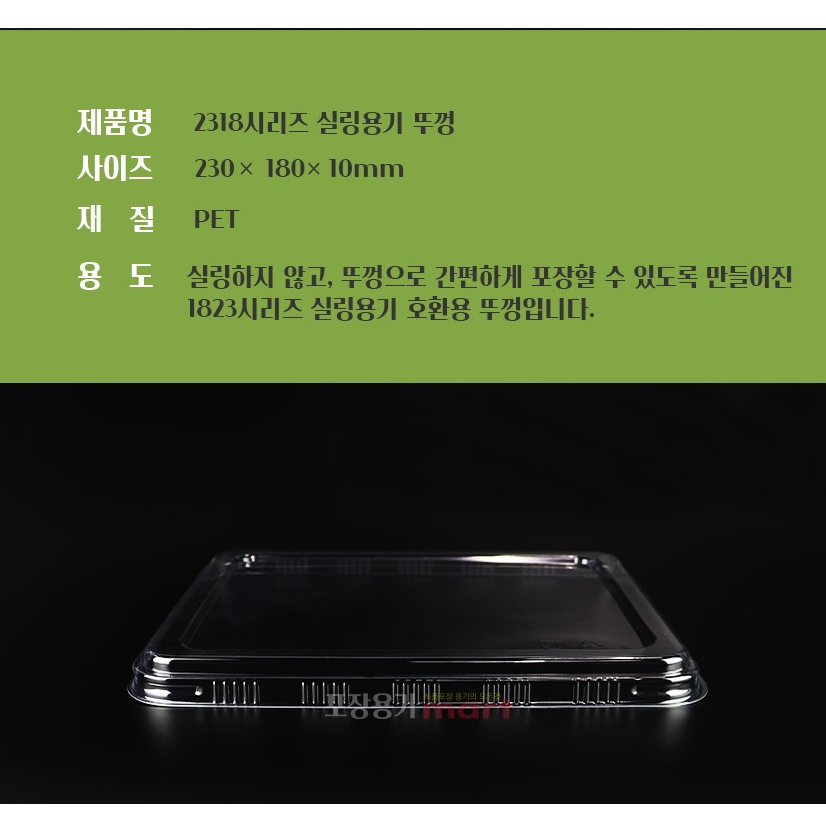 제품명 2318시리즈 실링용기 뚜껑
사이즈 230× 180×10mm
재 질 PET
용 도 실링하지 않고, 뚜껑으로 간편하게 포장할 수 있도록 만들어진
1823시리즈 실링용기 호환용 뚜껑입니다.
포장용기mart